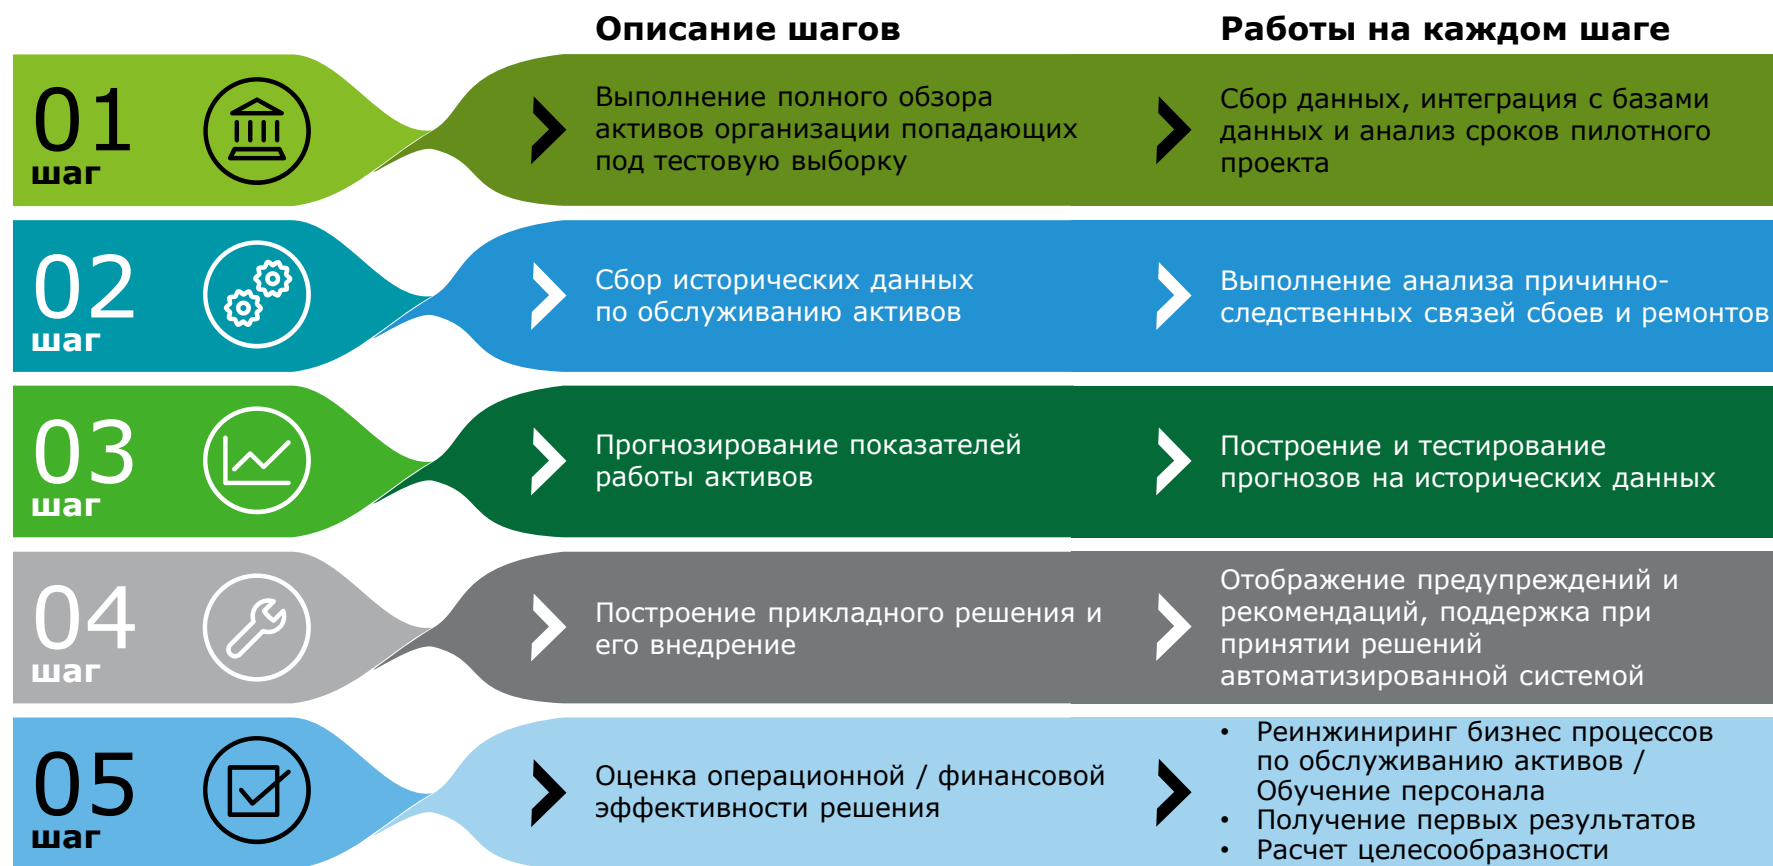 Описание шагов
Работы на каждом шаге
01
шаг
Выполнение полного обзора
активов организации попадающих
под тестовую выборку
Сбор данных, интеграция с базами
данных и анализ сроков пилотного
проекта
02
шаг
Сбор исторических данных
по обслуживанию активов
Выполнение анализа причинно-
следственных связей сбоев и ремонтов
03
шаг
Прогнозирование показателей
работы активов
Построение и тестирование
прогнозов на исторических данных
04
шаг
Построение прикладного решения и
его внедрение
Отображение предупреждений и
рекомендаций, поддержка при
принятии решений
автоматизированной системой
05
шаг
Оценка операционной / финансовой
эффективности решения
• Реинжиниринг бизнес процессов
по обслуживанию активов /
Обучение персонала
• Получение первых результатов
• Расчет целесообразности